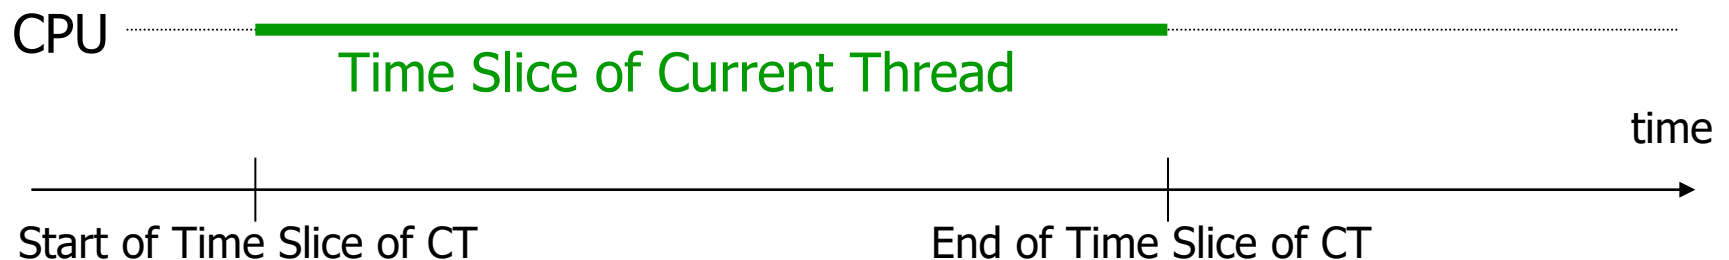 CPU
Time Slice of Current Thread
time
Start of Time Slice of CT
End of Time Slice of CT